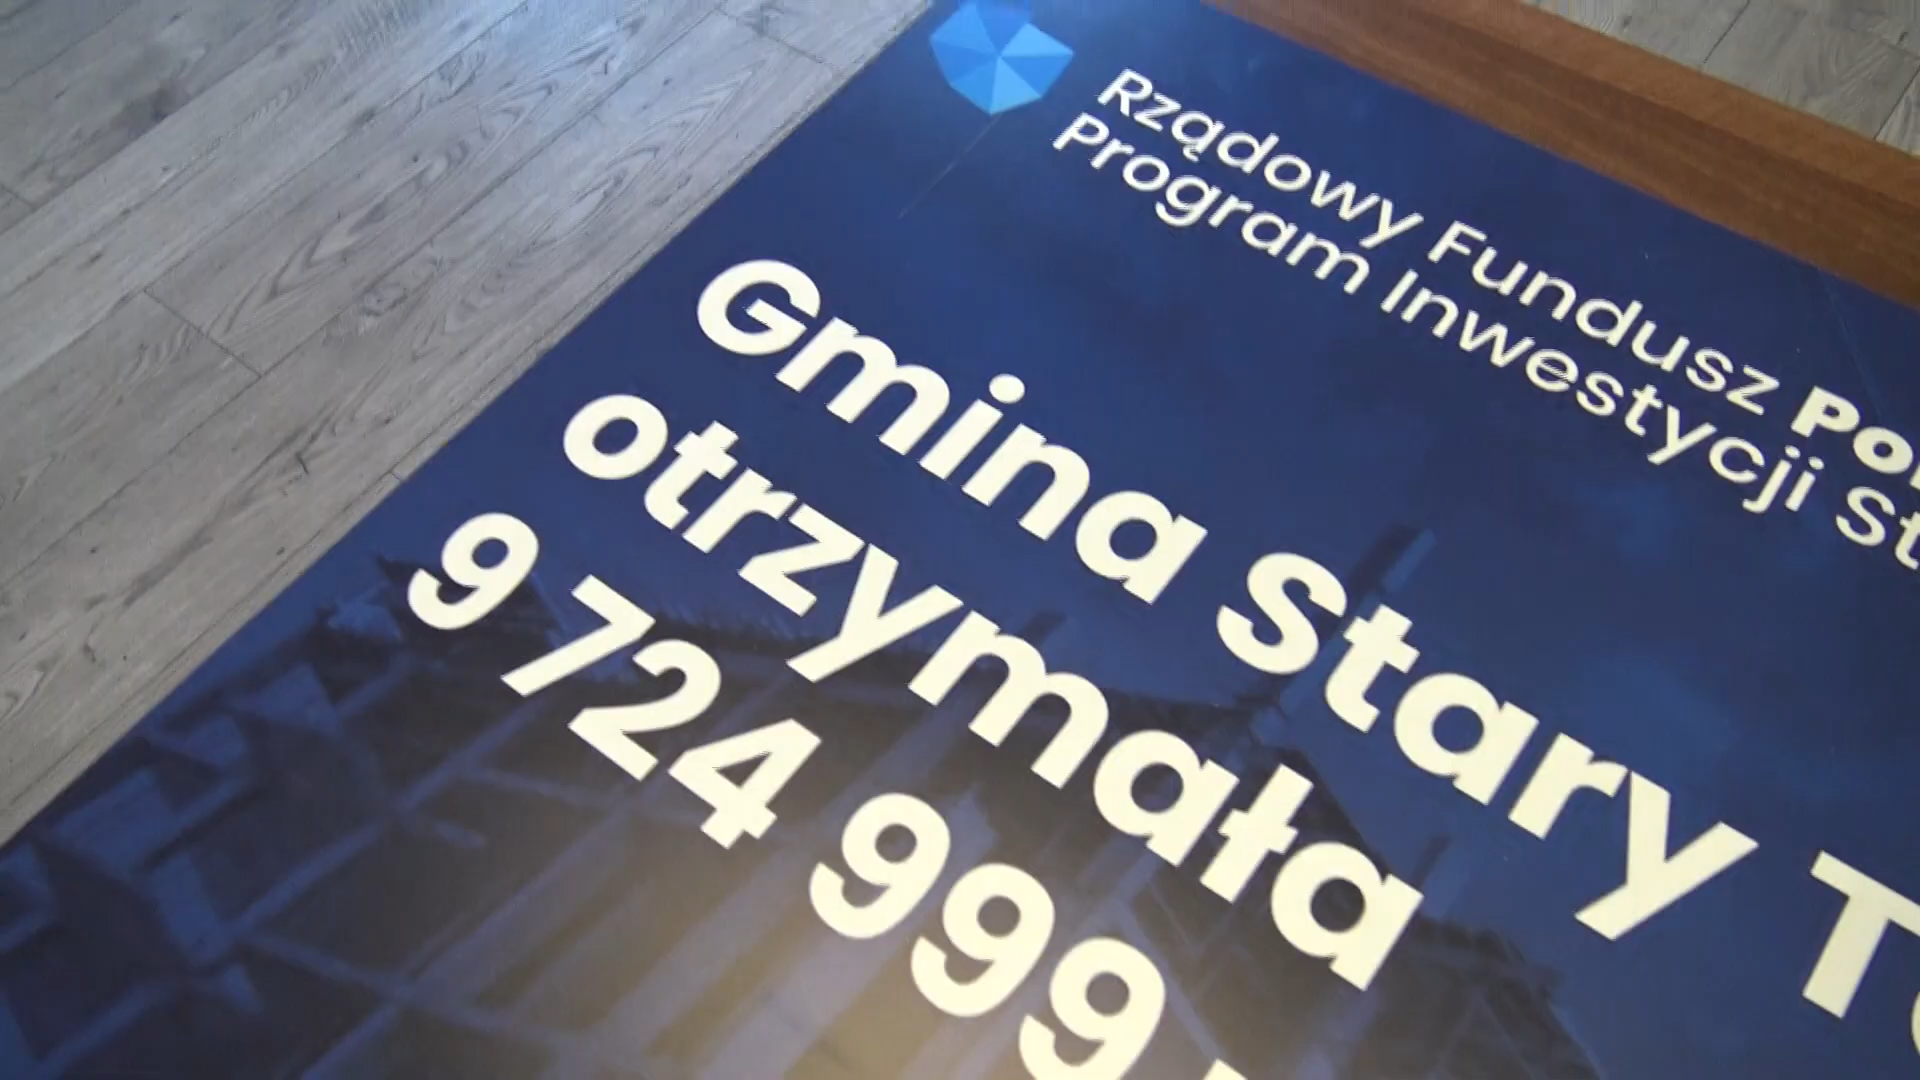 Rządowy Fundusz
Program Inwestycji
Gmina Stary
otrzymała
9 724 999